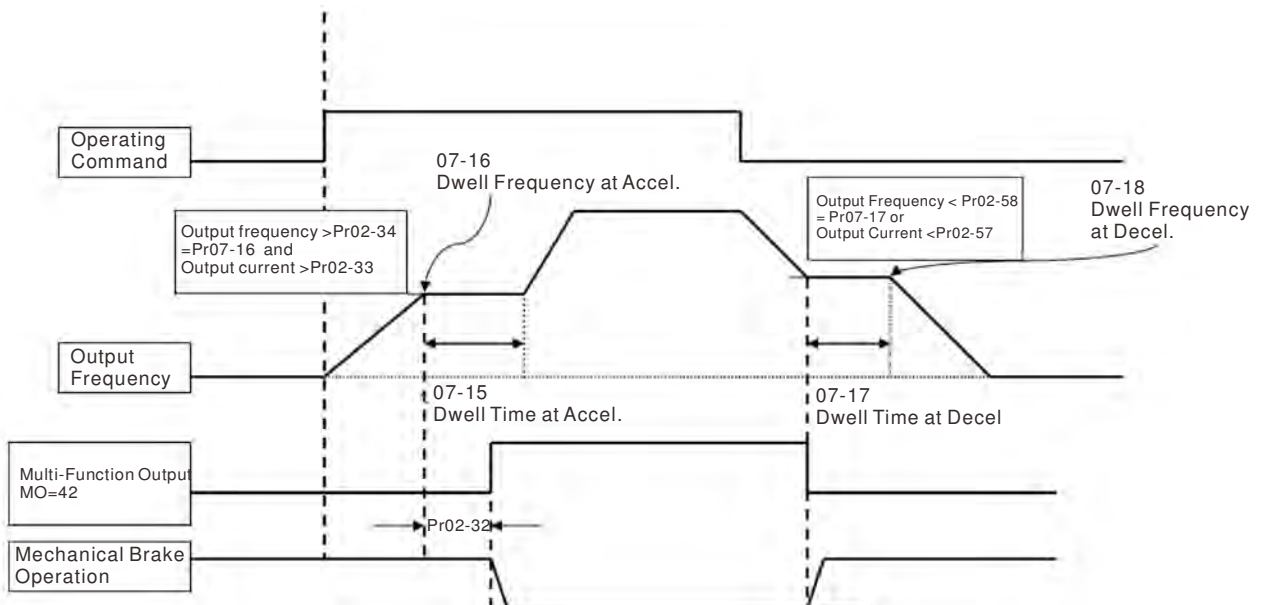 Operating
Command
07-16
Dwell Frequency at Accel.
Output frequency >Pr02-34
=Pr07-16 and
Output current >Pr02-33
Output Frequency < Pr02-58
= Pr07-17 or
Output Current <Pr02-57
07-18
Dwell Frequency
at Decel.
Output
Frequency
07-15
Dwell Time at Accel.
07-17
Dwell Time at Decel
Multi-Function Output
MO=42
Pr02-32
Mechanical Brake
Operation